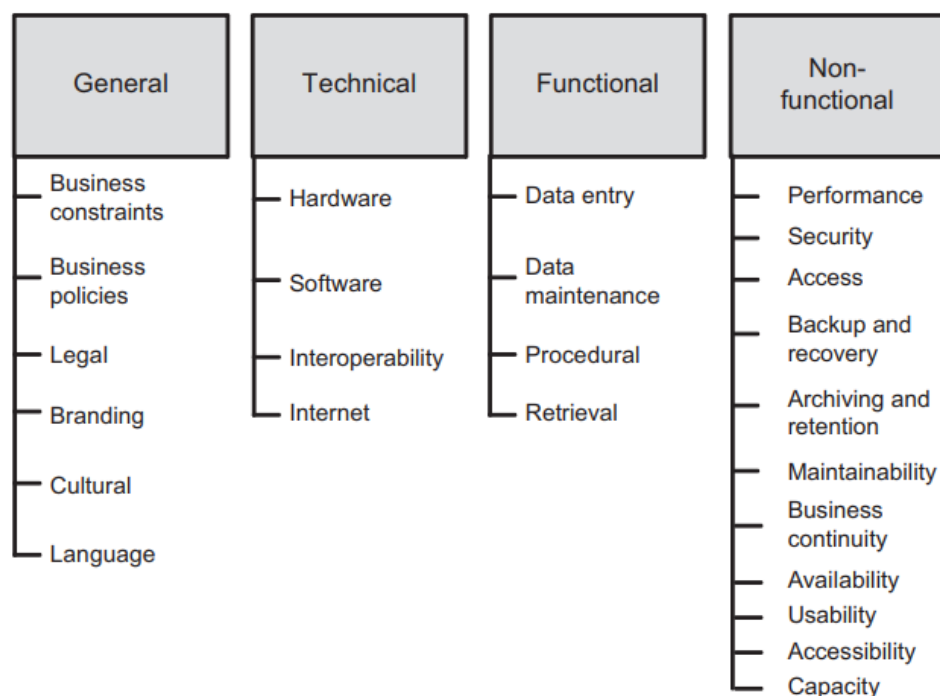 General
Business
constraints
Business
policies
Legal
Branding
Cultural
Language
Technical
Hardware
Software
Interoperability
Internet
Functional
Data entry
Data
maintenance
Procedural
Retrieval
Non-
functional
Performance
Security
Access
Backup and
recovery
Archiving and
retention
Maintainability
Business
continuity
Availability
Usability
Accessibility
Capacity